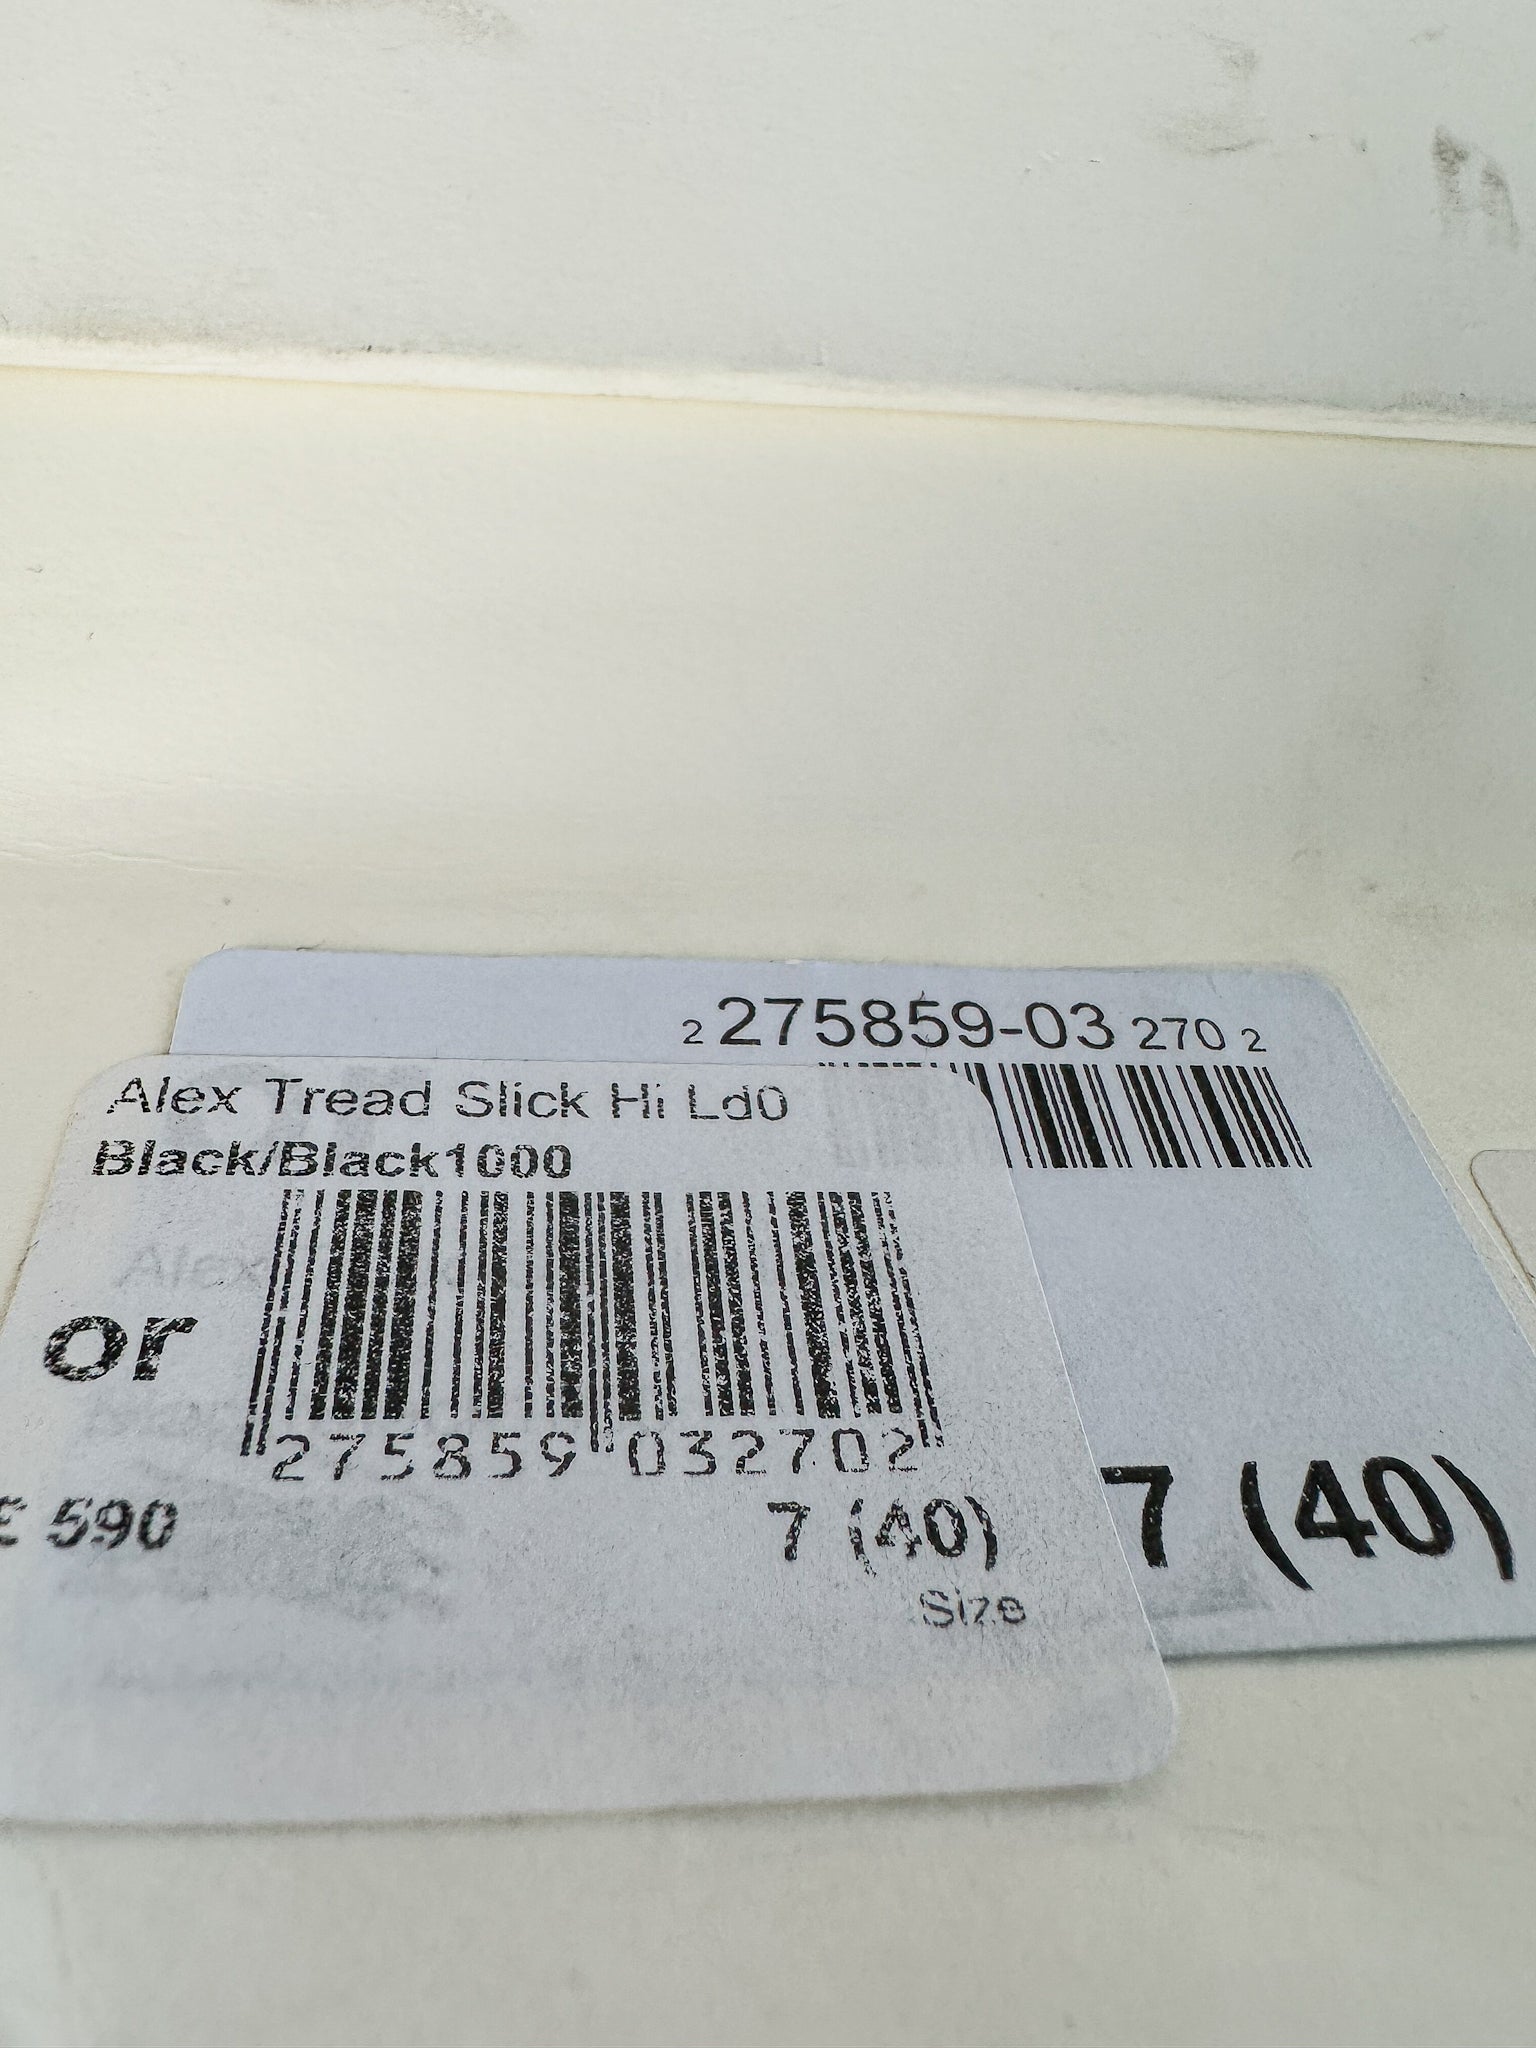 2 275859-03 270 2
Alex Tread Slick Hi Ld0
Black/Black1000
or
275859 032702
590
7 (40)
Size
7 (40)